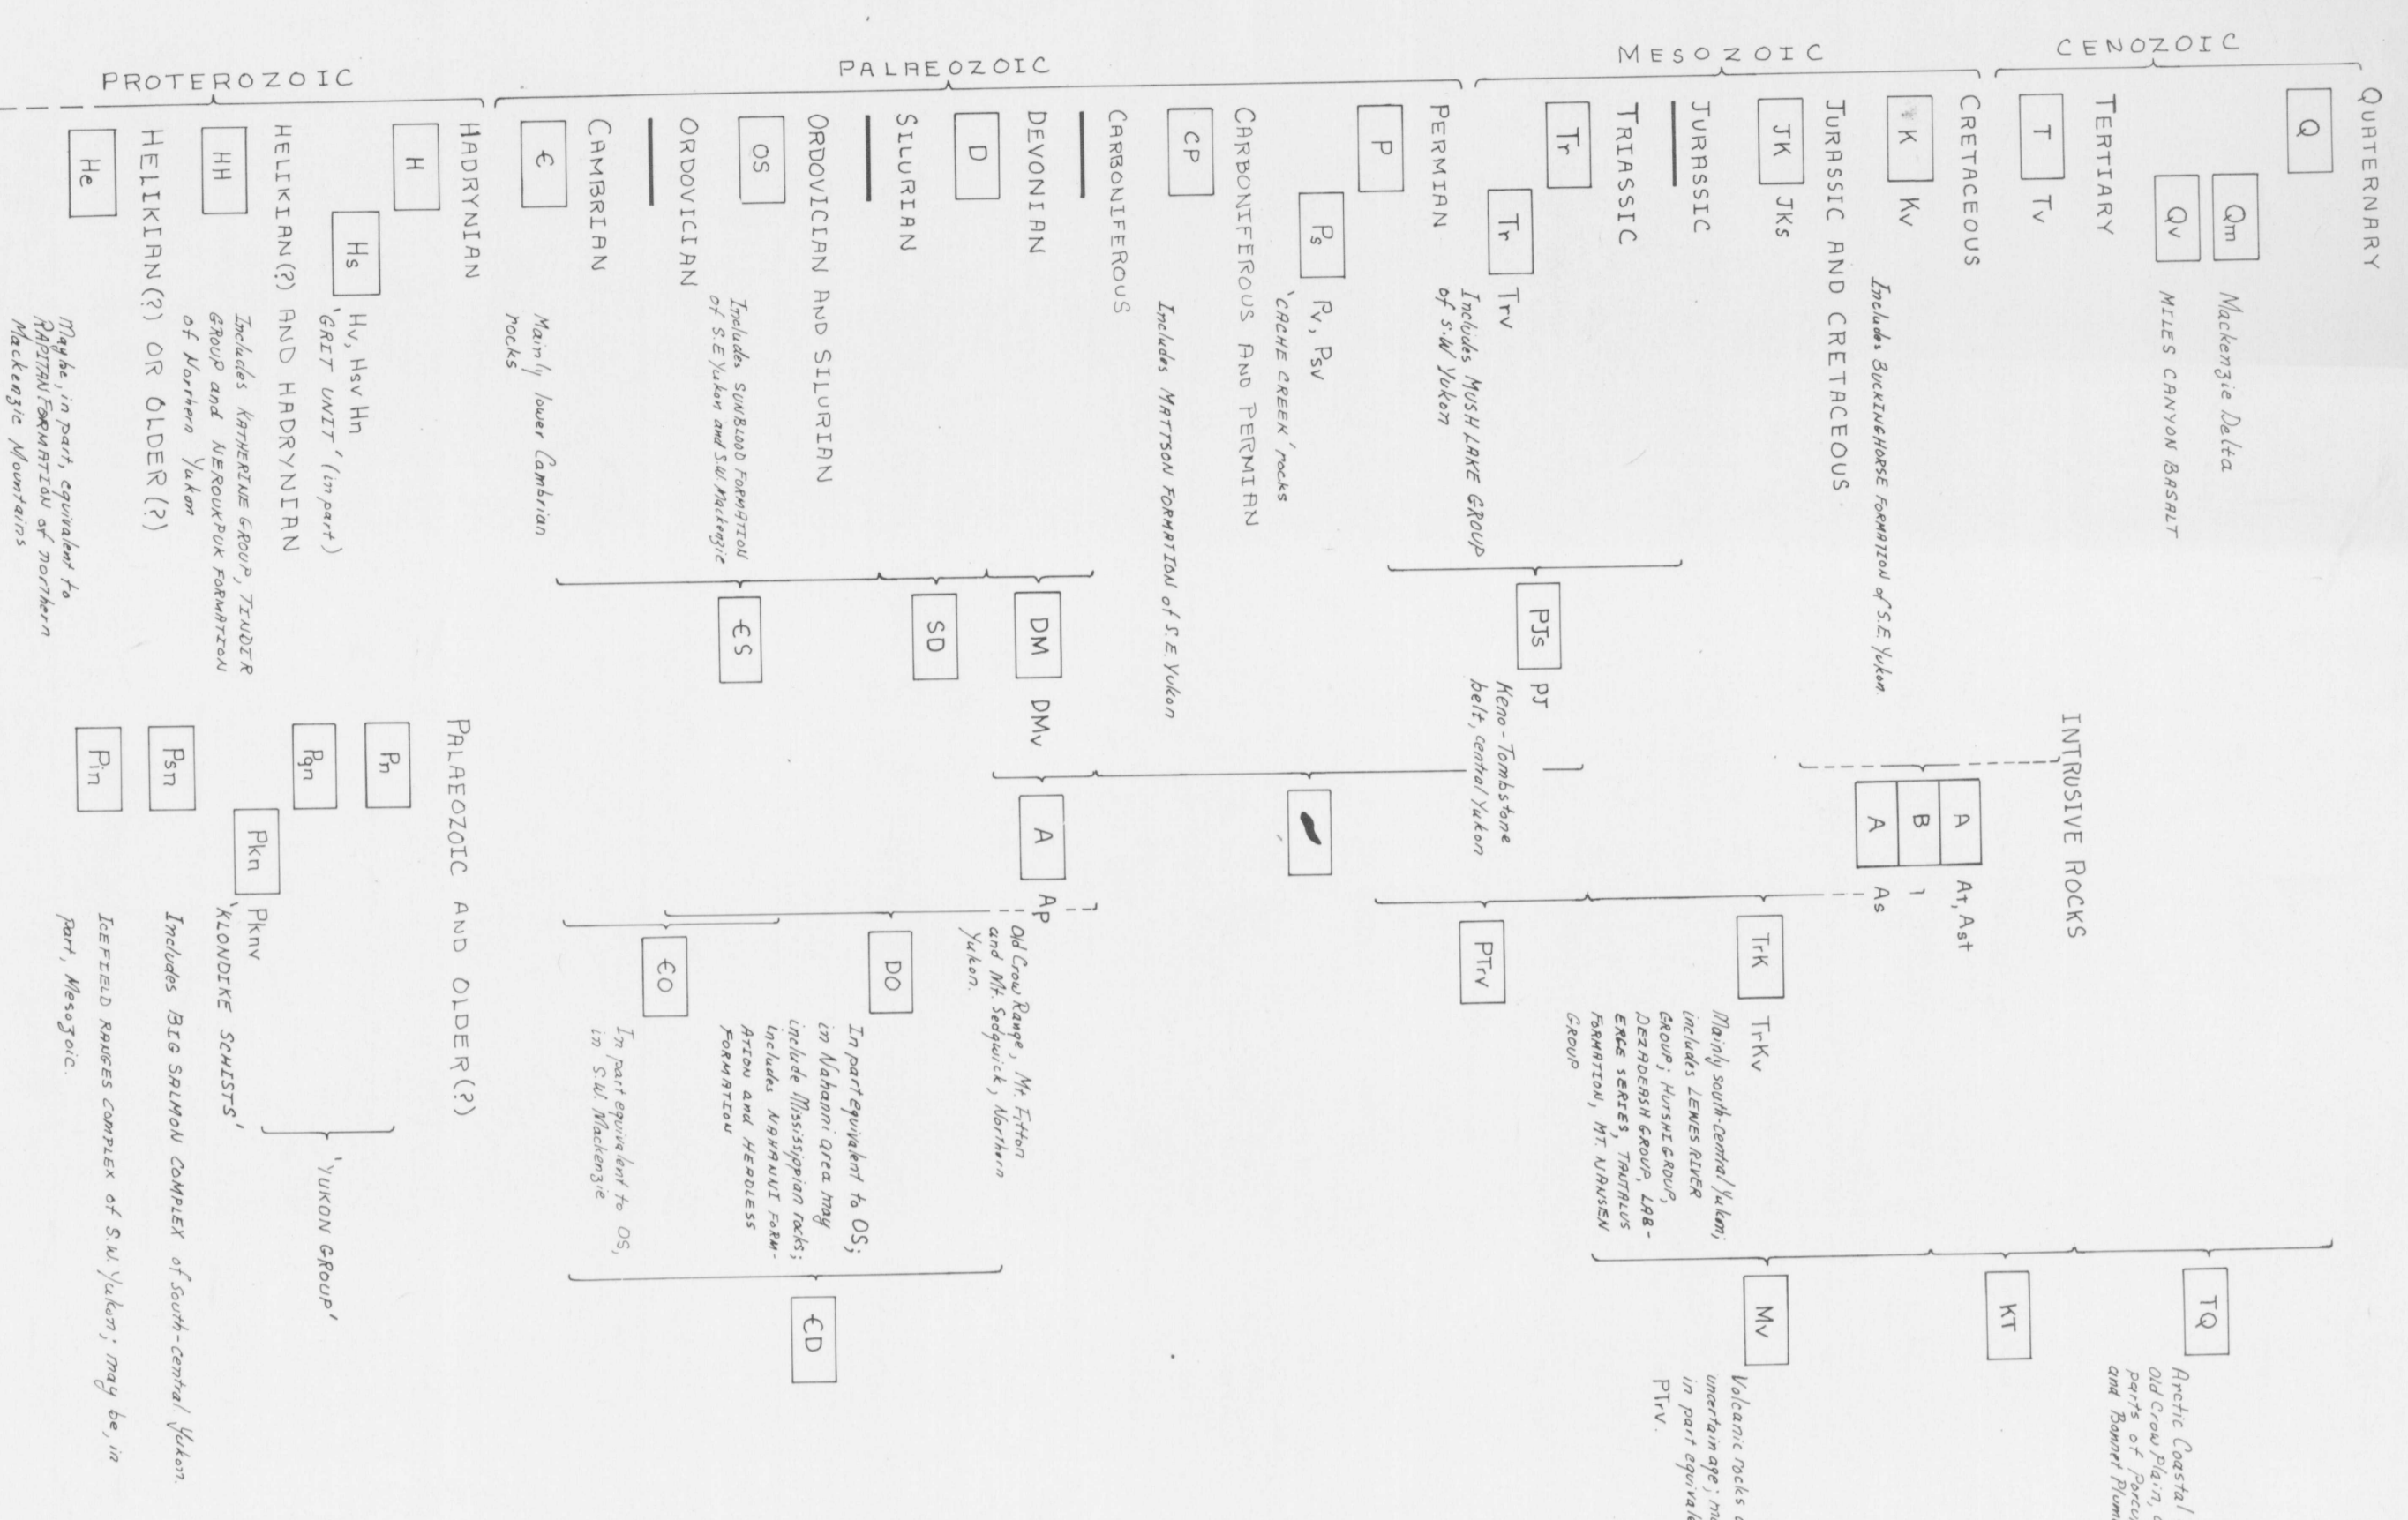 CENOZOIC
QUATERNARY
Q
Qm
Mackenzie Delta
Qv
MILES CANYON BASALT
TERTIARY
T
Tv
MESOZOIC
CRETACEOUS
K
Kv
Includes BUCKINGHORSE FORMATION of S.E. Yukon.
JURASSIC AND CRETACEOUS
JK
JKs
JURASSIC
TRIASSIC
Tr
Tr
Trv
Includes MUSH LAKE GROUP
of S.W Yukon
PALAEOZOIC
PERMIAN
P
Ps
Pv, Psv
'CACHE CREEK' rocks
CARBONIFEROUS AND PERMIAN
CP
Includes MATTSON FORMATION of S.E. Yukon
CARBONIFEROUS
DEVONIAN
D
SILURIAN
ORDOVICIAN AND SILURIAN
OS
Includes SUNBLOOD FORMATION
of S.E Yukon and S.W. Mackenzie
ORDOVICIAN
CAMBRIAN
Є
Mainly lower Cambrian
rocks
PROTEROZOIC
HADRYNIAN
H
Hs
Hv, Hsv Hn
'GRIT UNIT' (in part)
HELIKIAN(?) AND HADRYNIAN
HH
Includes KATHERINE GROUP, TINDIR
GROUP and NEROUKPUK FORMATION
of Northern Yukon
HELIKIAN(?) OR OLDER(?)
He
Maybe, in part, equivalent to
RAPITAN FORMATION of northern
Mackenzie Mountains
PJs
PJ
Keno-Tombstone
belt, central Yukon
DM
DMv
SD
ЄS
INTRUSIVE ROCKS
A
AT, Ast
B
A
As
A
Ap
Old Crow Range, Mt. Fitton
and Mt. Sedgwick, Northern
Yukon.
PALAEOZOIC AND OLDER(?)
Pn
Pqn
Pkn
Pknv
'KLONDIKE SCHISTS'
'YUKON GROUP'
Psn
Includes BIG SALMON COMPLEX of south-central Yukon.
Pin
ICEFIELD RANGES COMPLEX of S.W. Yukon; may be, in
part, Mesozoic.
TrK
TrKv
Mainly south-central Yukon;
includes LEWES RIVER
GROUP; HUTSHI GROUP,
DEZADEASH GROUP, LAB-
ERGE SERIES, TANTALUS
FORMATION, MT. NANSEN
GROUP
PTrv
DO
In part equivalent to OS;
in Nahanni area may
include Mississippian rocks;
includes NAHANNI FORM-
ATION and HEADLESS
FORMATION
ЄO
In part equivalent to OS,
in S.W. Mackenzie
TQ
Arctic Coastal
Old Crow Plain,
parts of
and Bonnet
KT
Mv
Volcanic rocks
uncertain age;
in part
PTrv.
ЄD